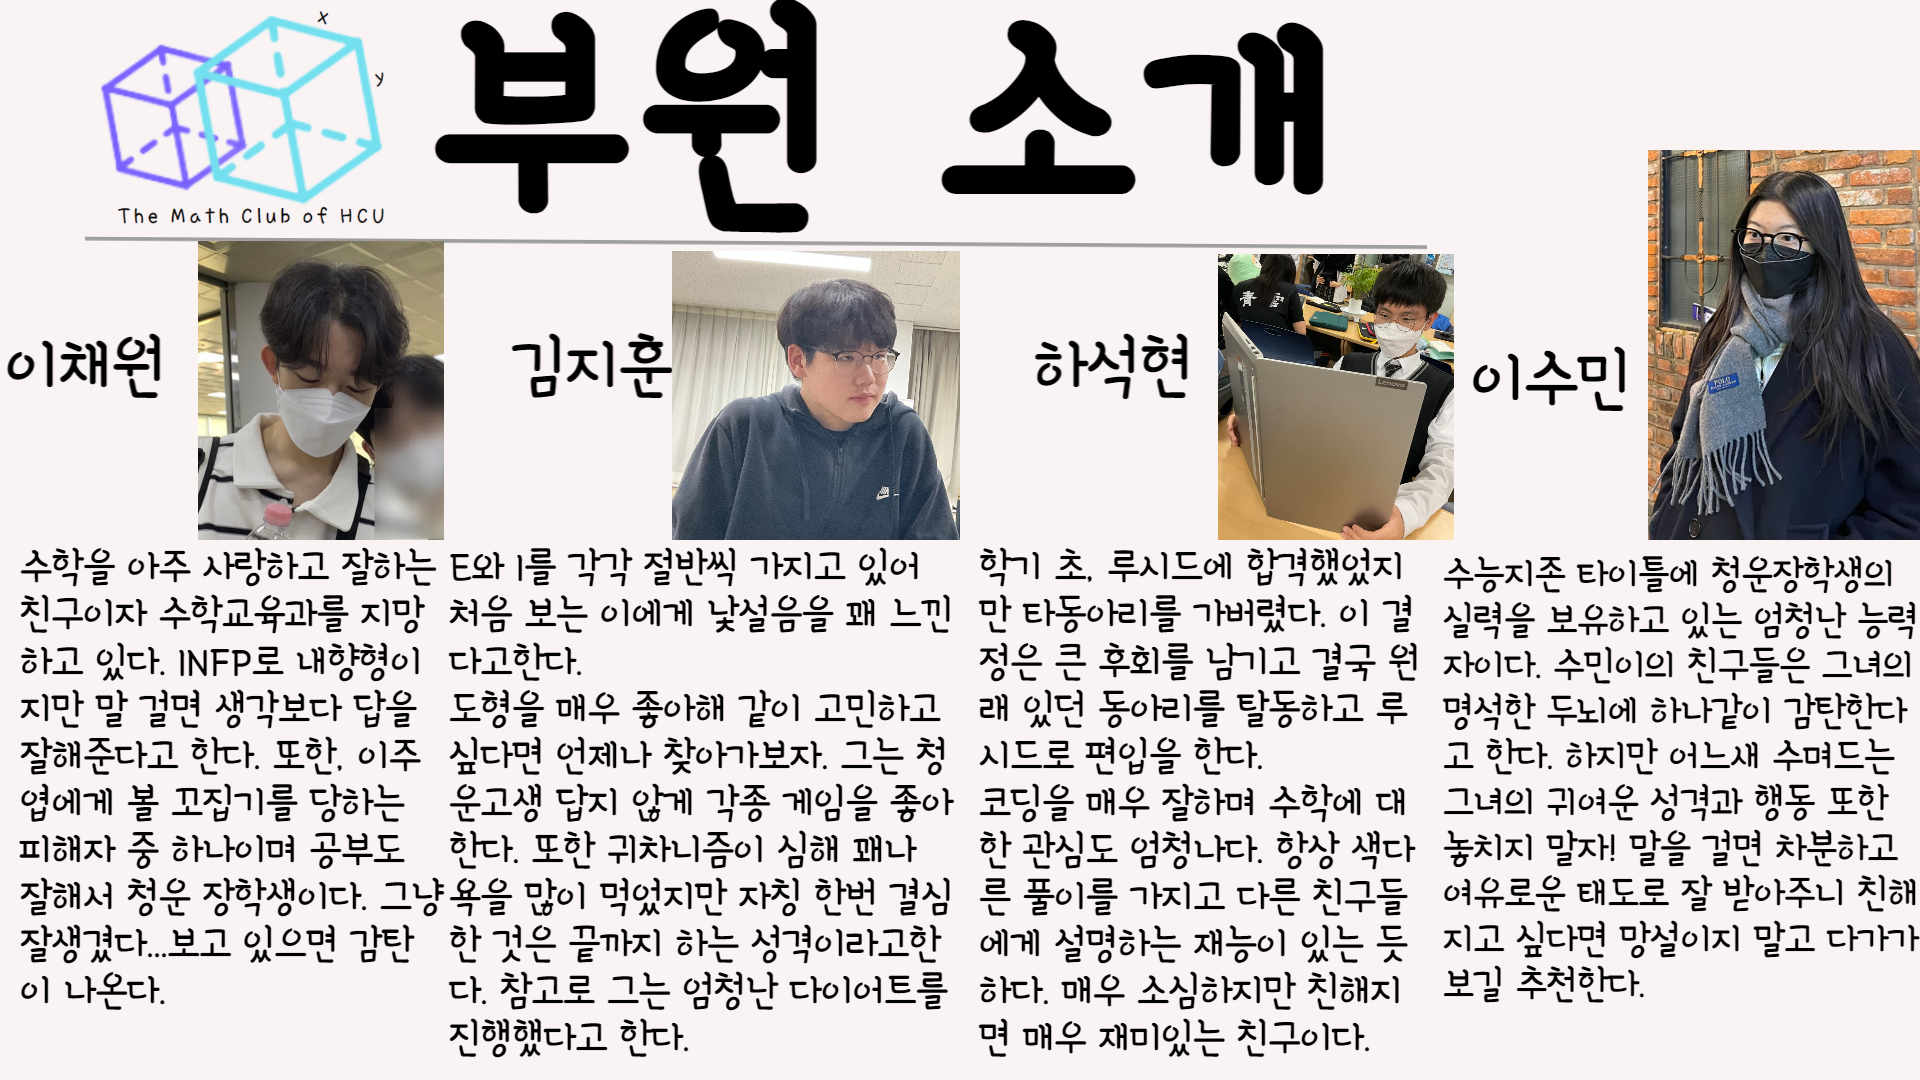 x
y
The Math Club of HCU
부원 소개
이채원
수학을 아주 사랑하고 잘하는
친구이자 수학교육과를 지망
하고 있다. INFP로 내향형이
지만 말 걸면 생각보다 답을
잘해준다고 한다. 또한, 이주
엽에게 볼 꼬집기를 당하는
피해자 중 하나이며 공부도
잘해서 청운 장학생이다. 그냥
잘생겼다...보고 있으면 감탄
이 나온다.
김지훈
E와 I를 각각 절반씩 가지고 있어
처음 보는 이에게 낯설음을 꽤 느낀
다고한다.
도형을 매우 좋아해 같이 고민하고
싶다면 언제나 찾아가보자. 그는 청
운고생 답지 않게 각종 게임을 좋아
한다. 또한 귀차니즘이 심해 꽤나
욕을 많이 먹었지만 자칭 한번 결심
한 것은 끝까지 하는 성격이라고한
다. 참고로 그는 엄청난 다이어트를
진행했다고 한다.
하석현
青雲
Lenovo
학기 초, 루시드에 합격했었지
만 타동아리를 가버렸다. 이 결
정은 큰 후회를 남기고 결국 원
래 있던 동아리를 탈동하고 루
시드로 편입을 한다.
코딩을 매우 잘하며 수학에 대
한 관심도 엄청나다. 항상 색다
른 풀이를 가지고 다른 친구들
에게 설명하는 재능이 있는 듯
하다. 매우 소심하지만 친해지
면 매우 재미있는 친구이다.
이수민
POLO
수능지존 타이틀에 청운장학생의
실력을 보유하고 있는 엄청난 능력
자이다. 수민이의 친구들은 그녀의
명석한 두뇌에 하나같이 감탄한다
고 한다. 하지만 어느새 수며드는
그녀의 귀여운 성격과 행동 또한
놓치지 말자! 말을 걸면 차분하고
여유로운 태도로 잘 받아주니 친해
지고 싶다면 망설이지 말고 다가가
보길 추천한다.